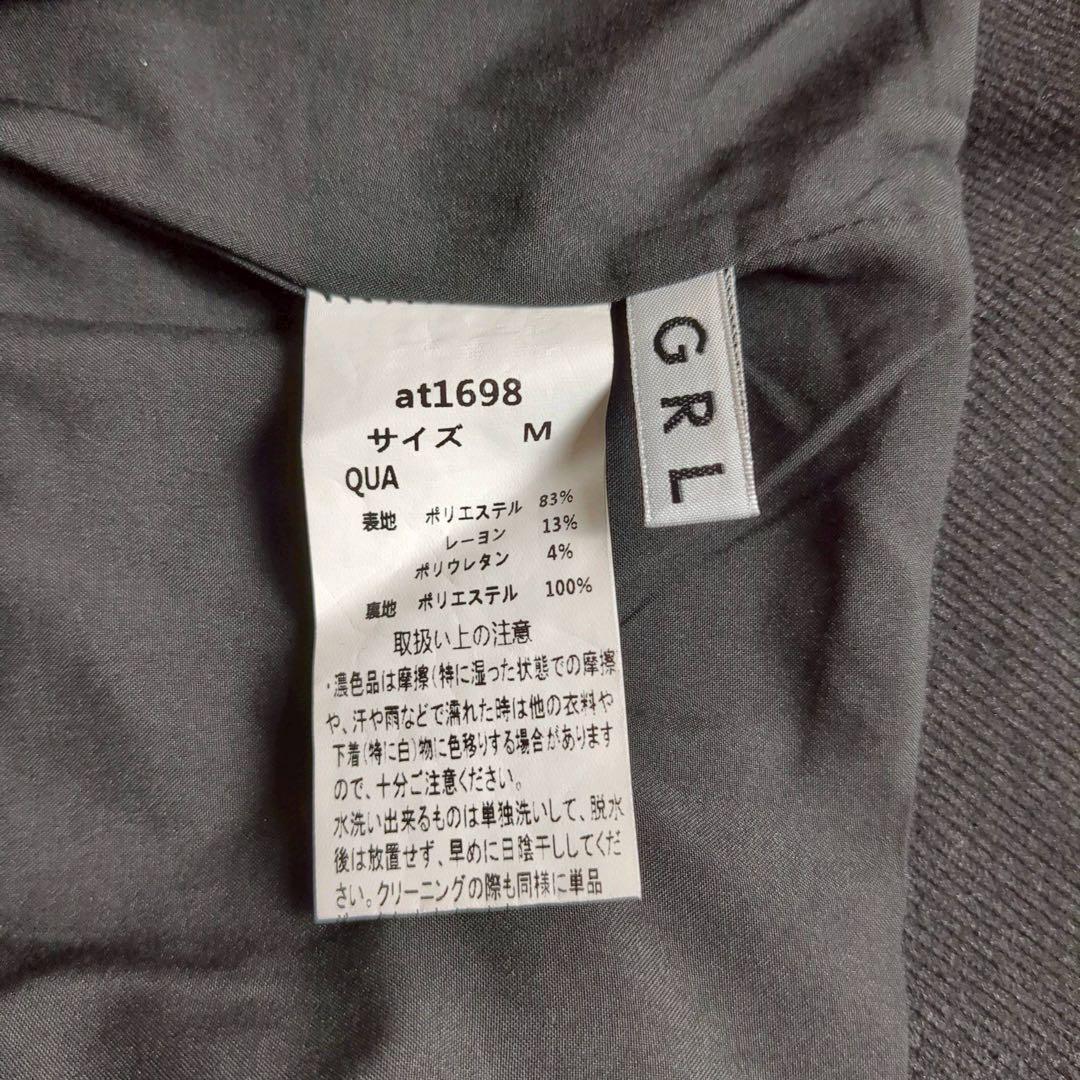 at1698
サイズ M
QUA
表地 ポリエステル 83%
レーヨン 13%
ポリウレタン 4%
裏地 ポリエステル 100%
取扱い上の注意
・濃色品は摩擦(特に湿った状態での摩擦
や、汗や雨などで濡れた時は他の衣料や
下着(特に白)物に色移りする場合があります
ので、十分ご注意ください。
水洗い出来るものは単独洗いして、脱水
後は放置せず、早めに日陰干ししてくだ
さい。クリーニングの際も同様に単品
GRL